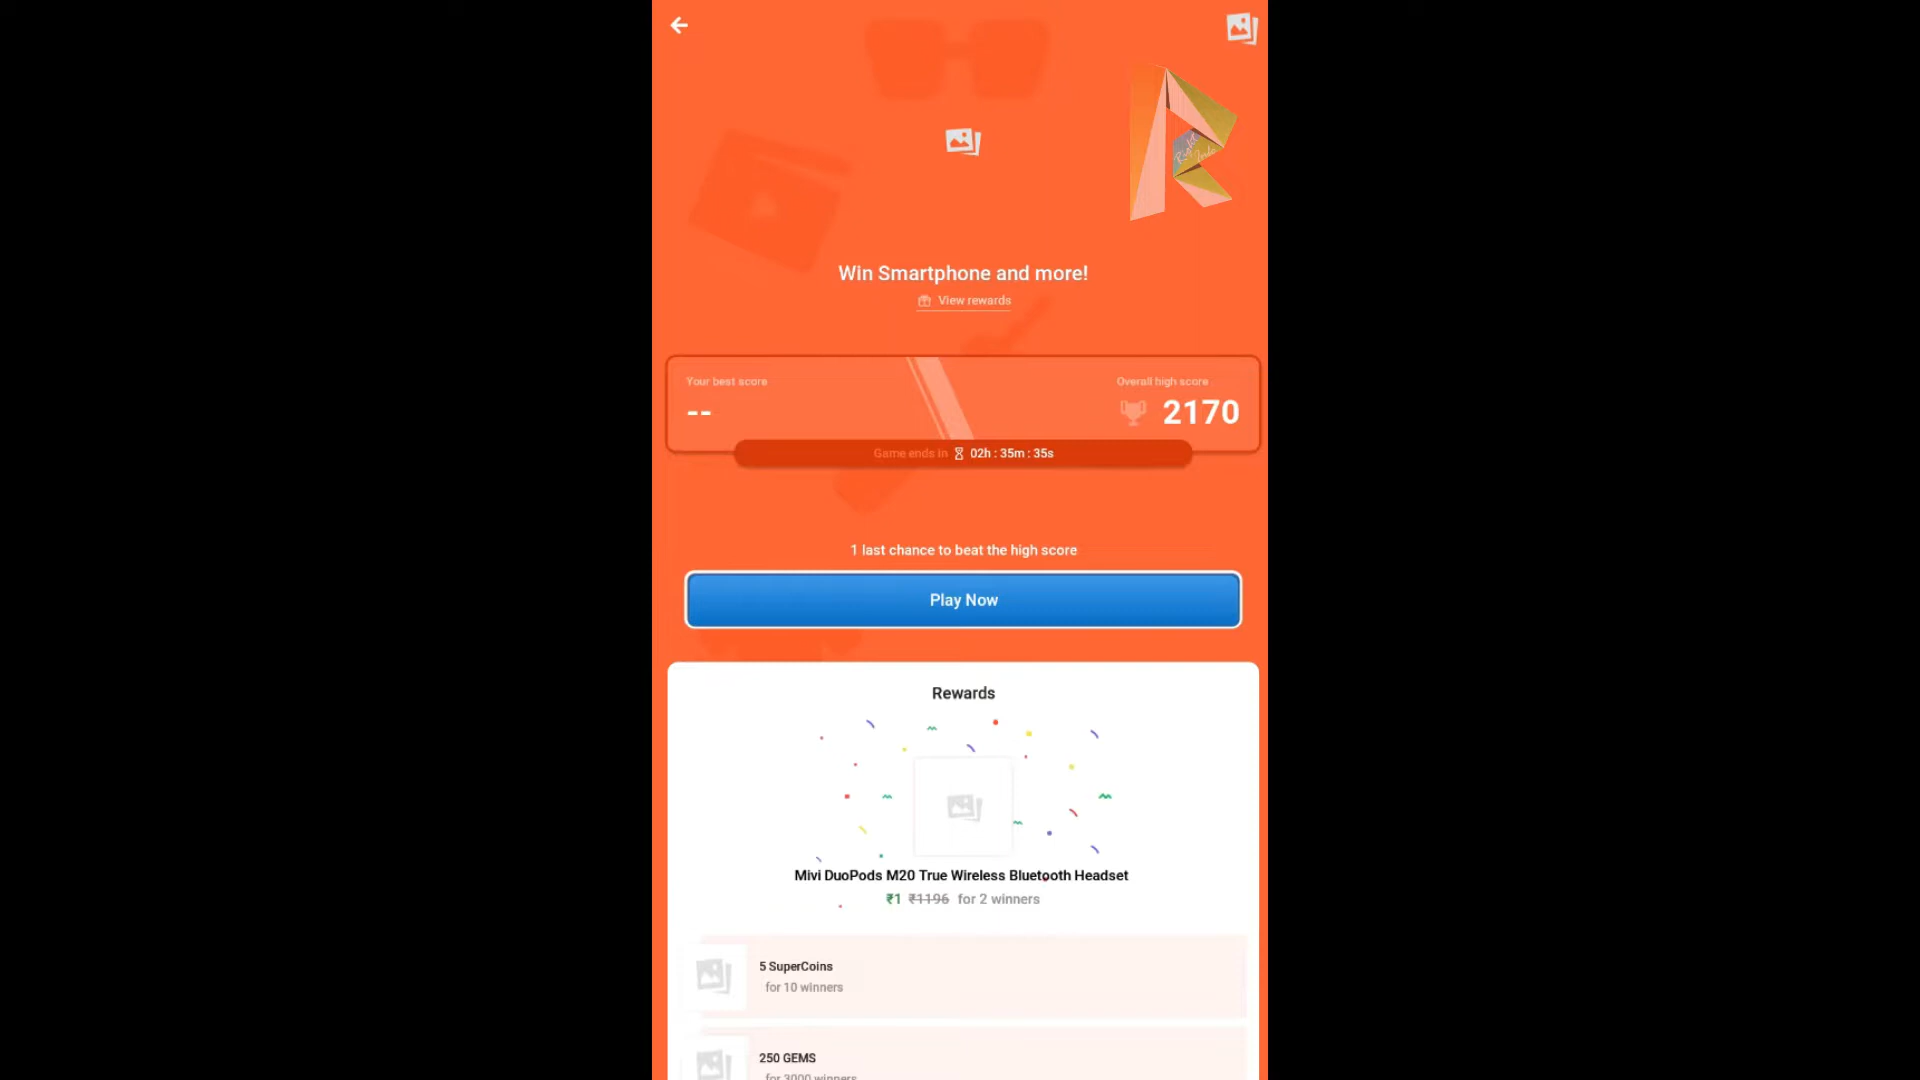 Win Smartphone and more!
View rewards
Your best score
Overall high score
--
2170
Game ends in 02h : 35m : 35s
1 last chance to beat the high score
Play Now
Rewards
Mivi DuoPods M20 True Wireless Bluetooth Headset
₹1 ₹1196 for 2 winners
5 SuperCoins
for 10 winners
250 GEMS
for 3000 winners